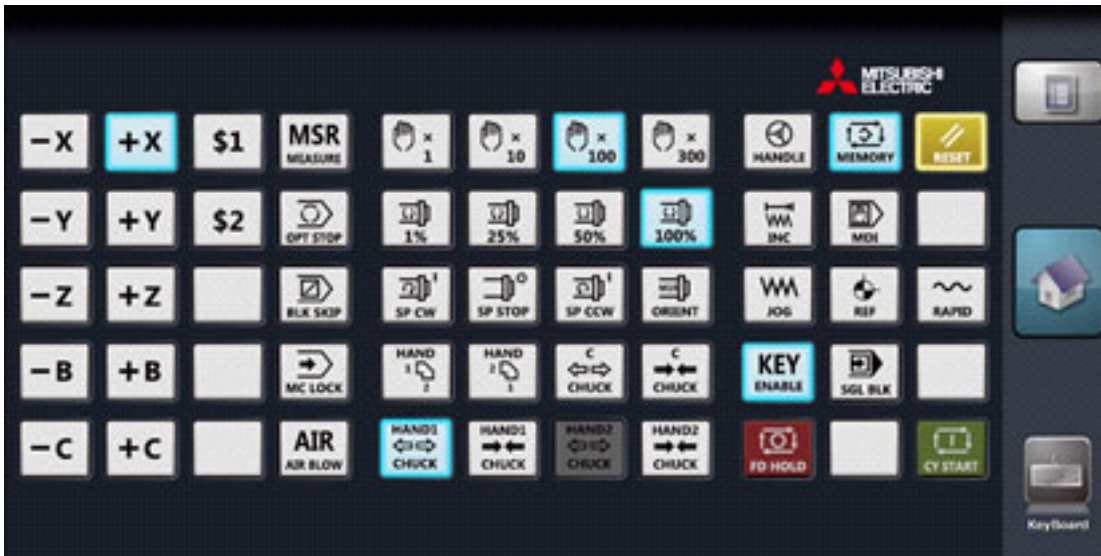 MITSUBISHI
ELECTRIC
-X
+X
$1
MSR
MEASURE
×
1
×
10
×
100
×
300
HANDLE
MEMORY
RESET
-Y
+Y
$2
OPT STOP
1%
25%
50%
100%
INC
MDI
-Z
+Z
BLK SKIP
SP CW
SP STOP
SP CCW
ORIENT
JOG
REF
RAPID
-B
+B
MC LOCK
HAND
1
2
HAND
2
1
C
CHUCK
C
CHUCK
KEY
ENABLE
SGL BLK
-C
+C
AIR
AIR BLOW
HAND1
CHUCK
HAND1
CHUCK
HAND2
CHUCK
HAND2
CHUCK
FD HOLD
CY START
KeyBoard